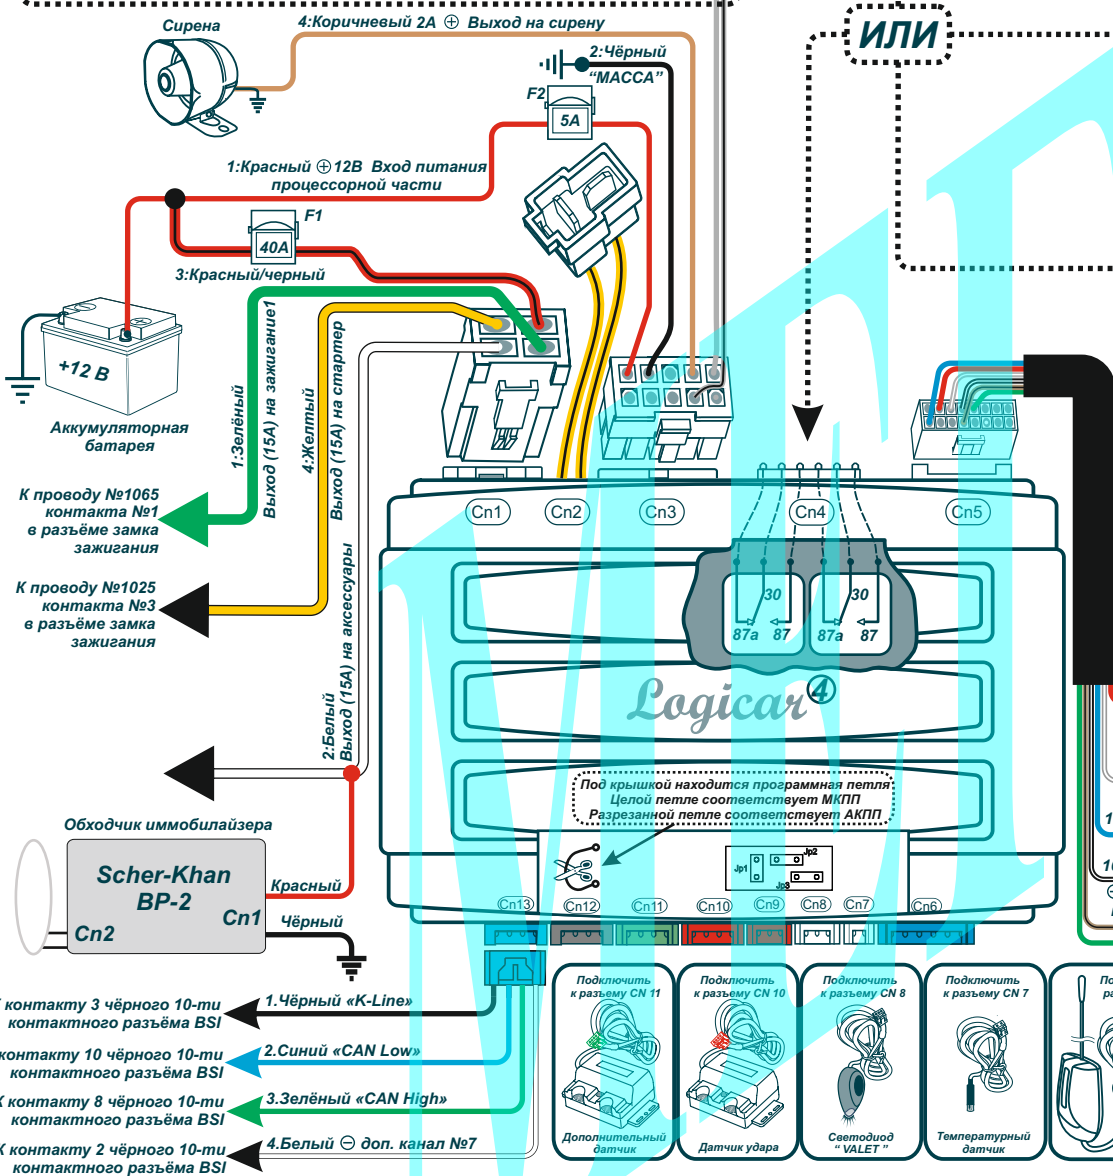 Сирена
4:Коричневый 2А ⊕ Выход на сирену
ИЛИ
2:Чёрный
“МАССА”
F2
5А
1:Красный ⊕12В Вход питания
процессорной части
F1
40А
3:Красный/черный
+12 В
Аккумуляторная
батарея
1:Зелёный
Выход (15А) на зажигание1
4:Желтый
Выход (15А) на стартер
2:Белый
Выход (15А) на аксессуары
К проводу №1065
контакта №1
в разъёме замка
зажигания
К проводу №1025
контакта №3
в разъёме замка
зажигания
Cn1
Cn2
Cn3
Cn4
Cn5
30
30
87a
87
87a
87
Logicar 4
Под крышкой находится программная петля
Целой петле соответствует МКПП
Разрезанной петле соответствует АКПП
Jp1
Jp2
Jp3
Обходчик иммобилайзера
Scher-Khan
BP-2
Cn1
Cn2
Красный
Чёрный
Cn13
Cn12
Cn11
Cn10
Cn9
Cn8
Cn7
Cn6
контакту 3 чёрного 10-ти
контактного разъёма BSI
1.Чёрный «K-Line»
контакту 10 чёрного 10-ти
контактного разъёма BSI
2.Синий «CAN Low»
К контакту 8 чёрного 10-ти
контактного разъёма BSI
3.Зелёный «CAN High»
К контакту 2 чёрного 10-ти
контактного разъёма BSI
4.Белый ⊖ доп. канал №7
Подключить
к разъему CN 11
Дополнительный
датчик
Подключить
к разъему CN 10
Датчик удара
Подключить
к разъему CN 8
Светодиод
“ VALET ”
Подключить
к разъему CN 7
Температурный
датчик